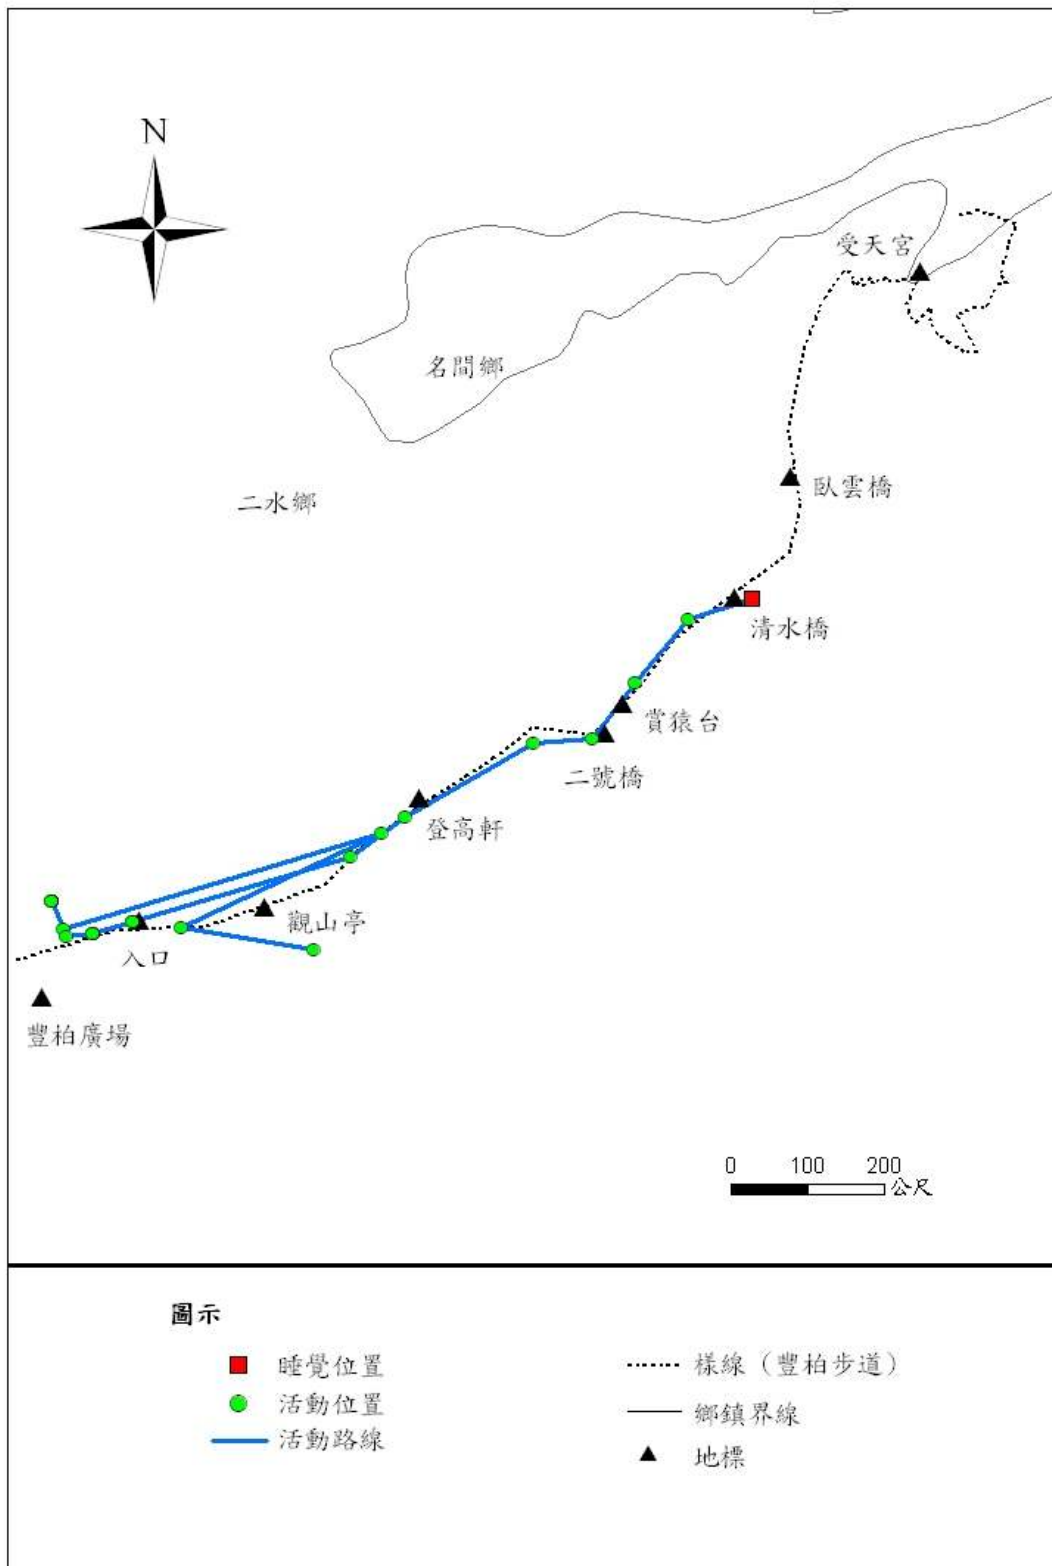 N
受天宮
名間鄉
臥雲橋
二水鄉
清水橋
賞猿台
二號橋
登高軒
觀山亭
入口
豐柏廣場
0 100 200
公尺
圖示
睡覺位置
樣線（豐柏步道）
活動位置
鄉鎮界線
活動路線
地標